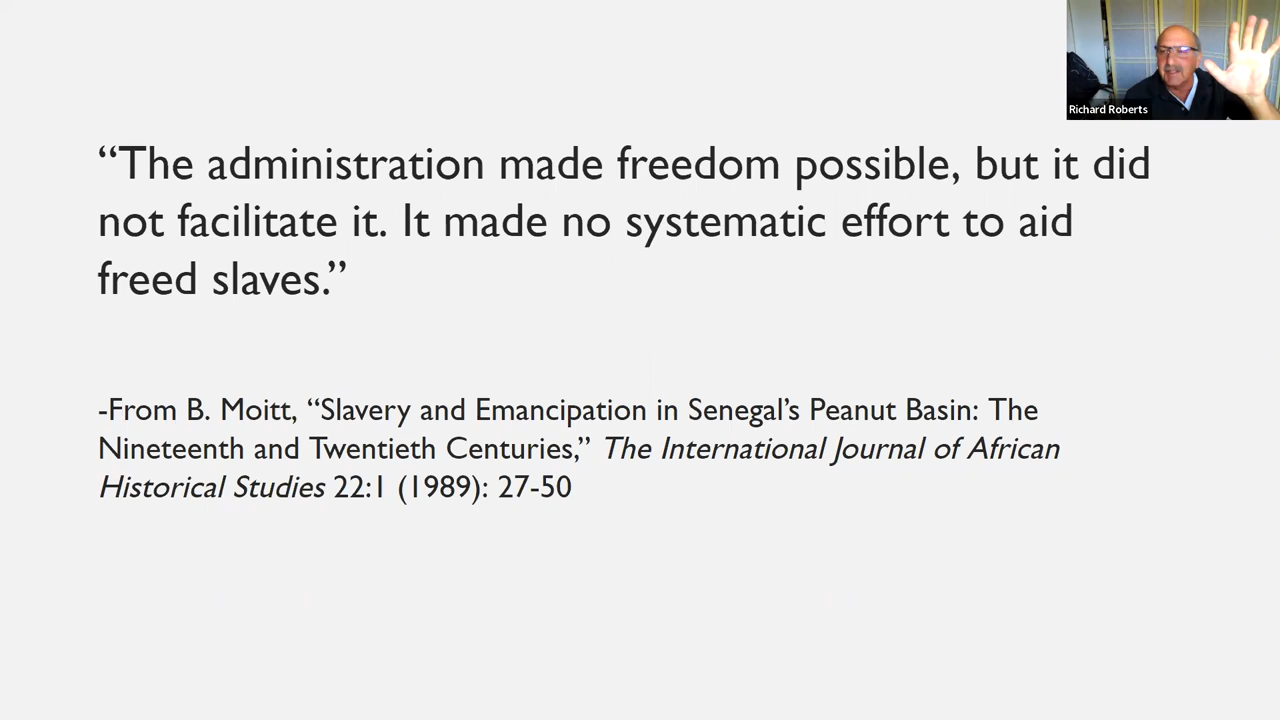 Richard Roberts
“The administration made freedom possible, but it did
not facilitate it. It made no systematic effort to aid
freed slaves.”
-From B. Moitt, “Slavery and Emancipation in Senegal’s Peanut Basin: The
Nineteenth and Twentieth Centuries,” The International Journal of African
Historical Studies 22:1 (1989): 27-50